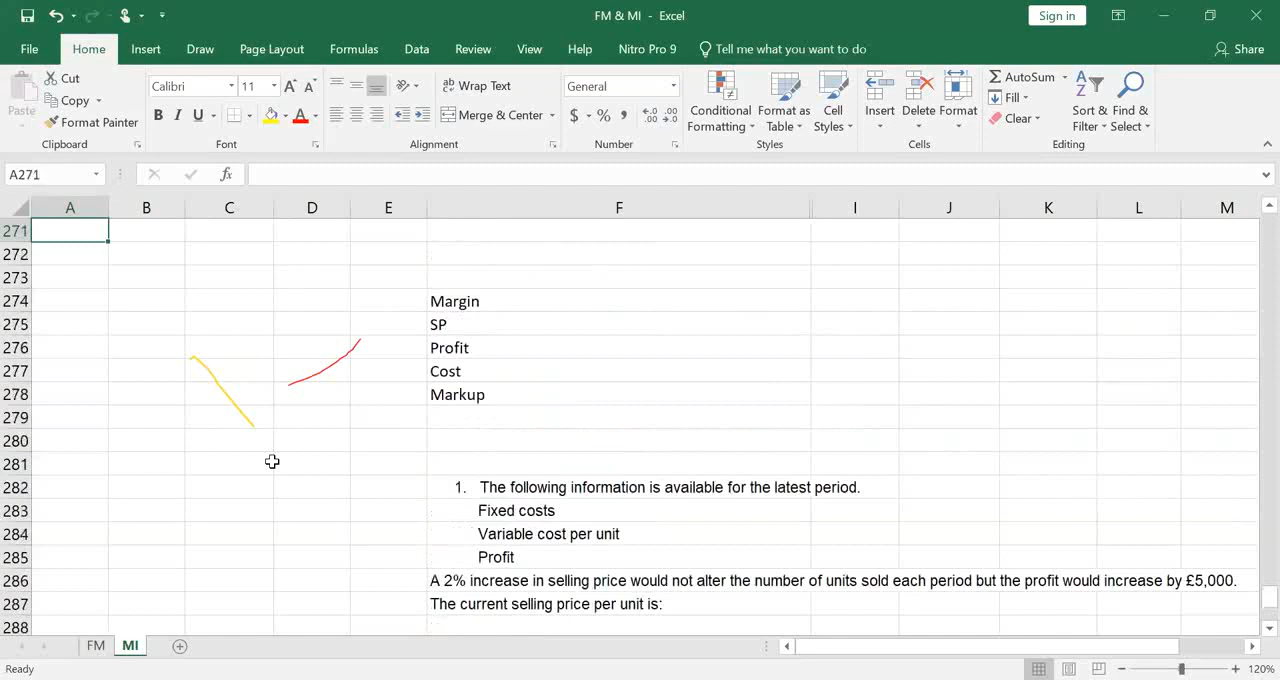 FM & MI - Excel
Sign in
File Home Insert Draw Page Layout Formulas Data Review View Help Nitro Pro 9 Tell me what you want to do Share
Paste
Cut
Copy
Format Painter
Clipboard
Calibri 11
B I U
Font
Wrap Text
Merge & Center
Alignment
General
$ % ,
Number
Conditional Formatting
Format as Table
Cell Styles
Styles
Insert Delete Format
Cells
AutoSum
Fill
Clear
Sort & Filter
Find & Select
Editing
A271
fx
A B C D E F I J K L M
271
272
273
274 Margin
275 SP
276 Profit
277 Cost
278 Markup
279
280
281
282 1. The following information is available for the latest period.
283 Fixed costs
284 Variable cost per unit
285 Profit
286 A 2% increase in selling price would not alter the number of units sold each period but the profit would increase by £5,000.
287 The current selling price per unit is:
288
FM MI
Ready
120%